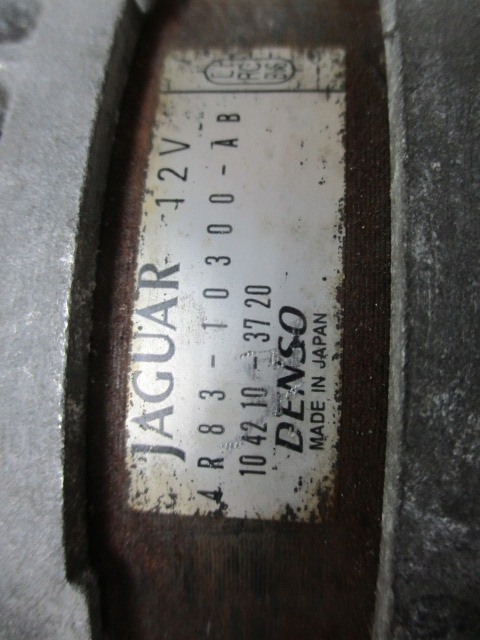 JAGUAR 12V
4R83-10300-AB
104210-3720
DENSO
MADE IN JAPAN